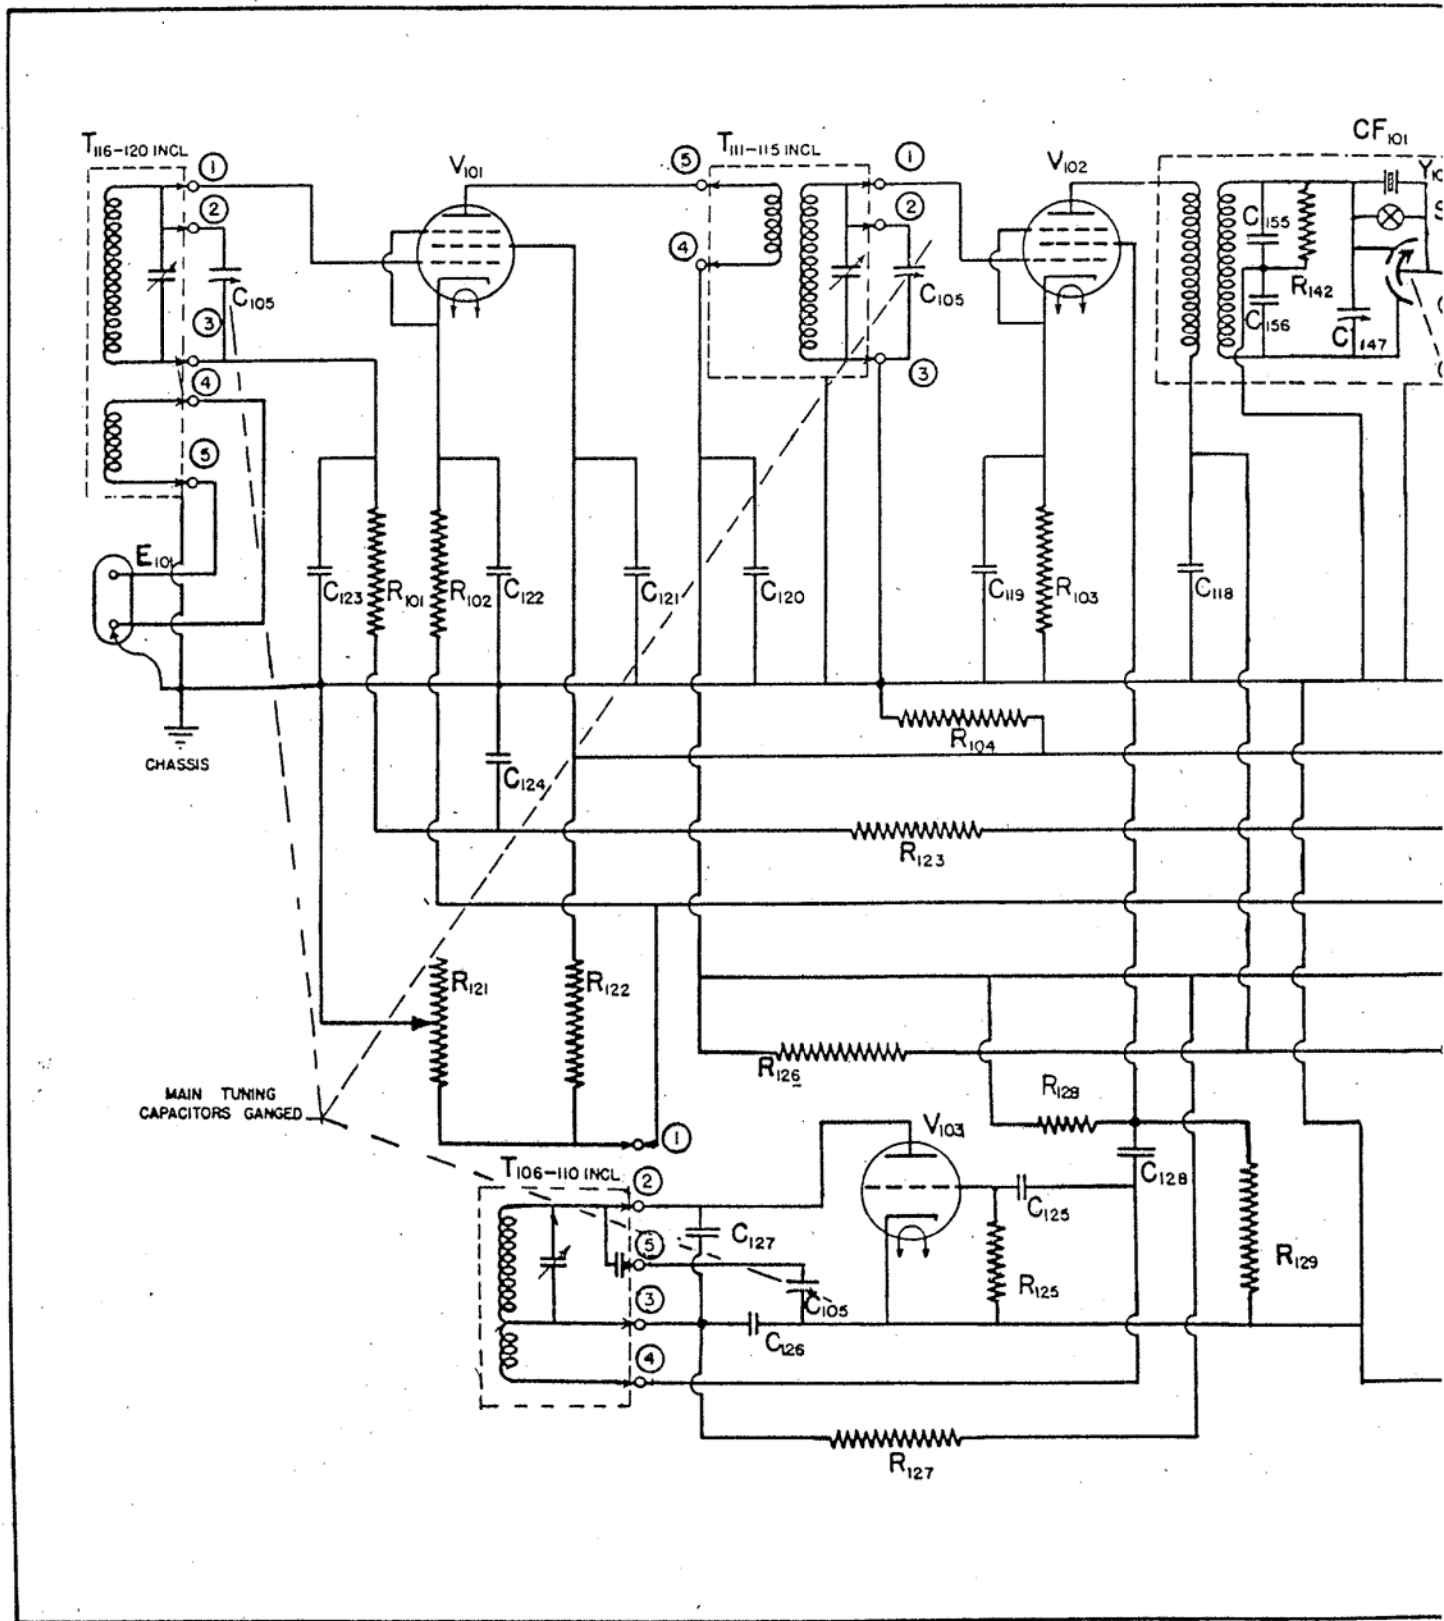 T116-120 INCL
①
②
③
④
⑤
C105
V101
T111-115 INCL
⑤
④
①
②
③
C105
V102
CF101
C155
C156
R142
C147
E101
C123
R101
R102
C122
C121
C120
C119
R103
C118
CHASSIS
C124
R104
R123
R121
R122
R126
R128
MAIN TUNING
CAPACITORS GANGED
①
T106-110 INCL
②
⑤
③
④
C127
C105
C126
V103
C125
R125
C128
R129
R127